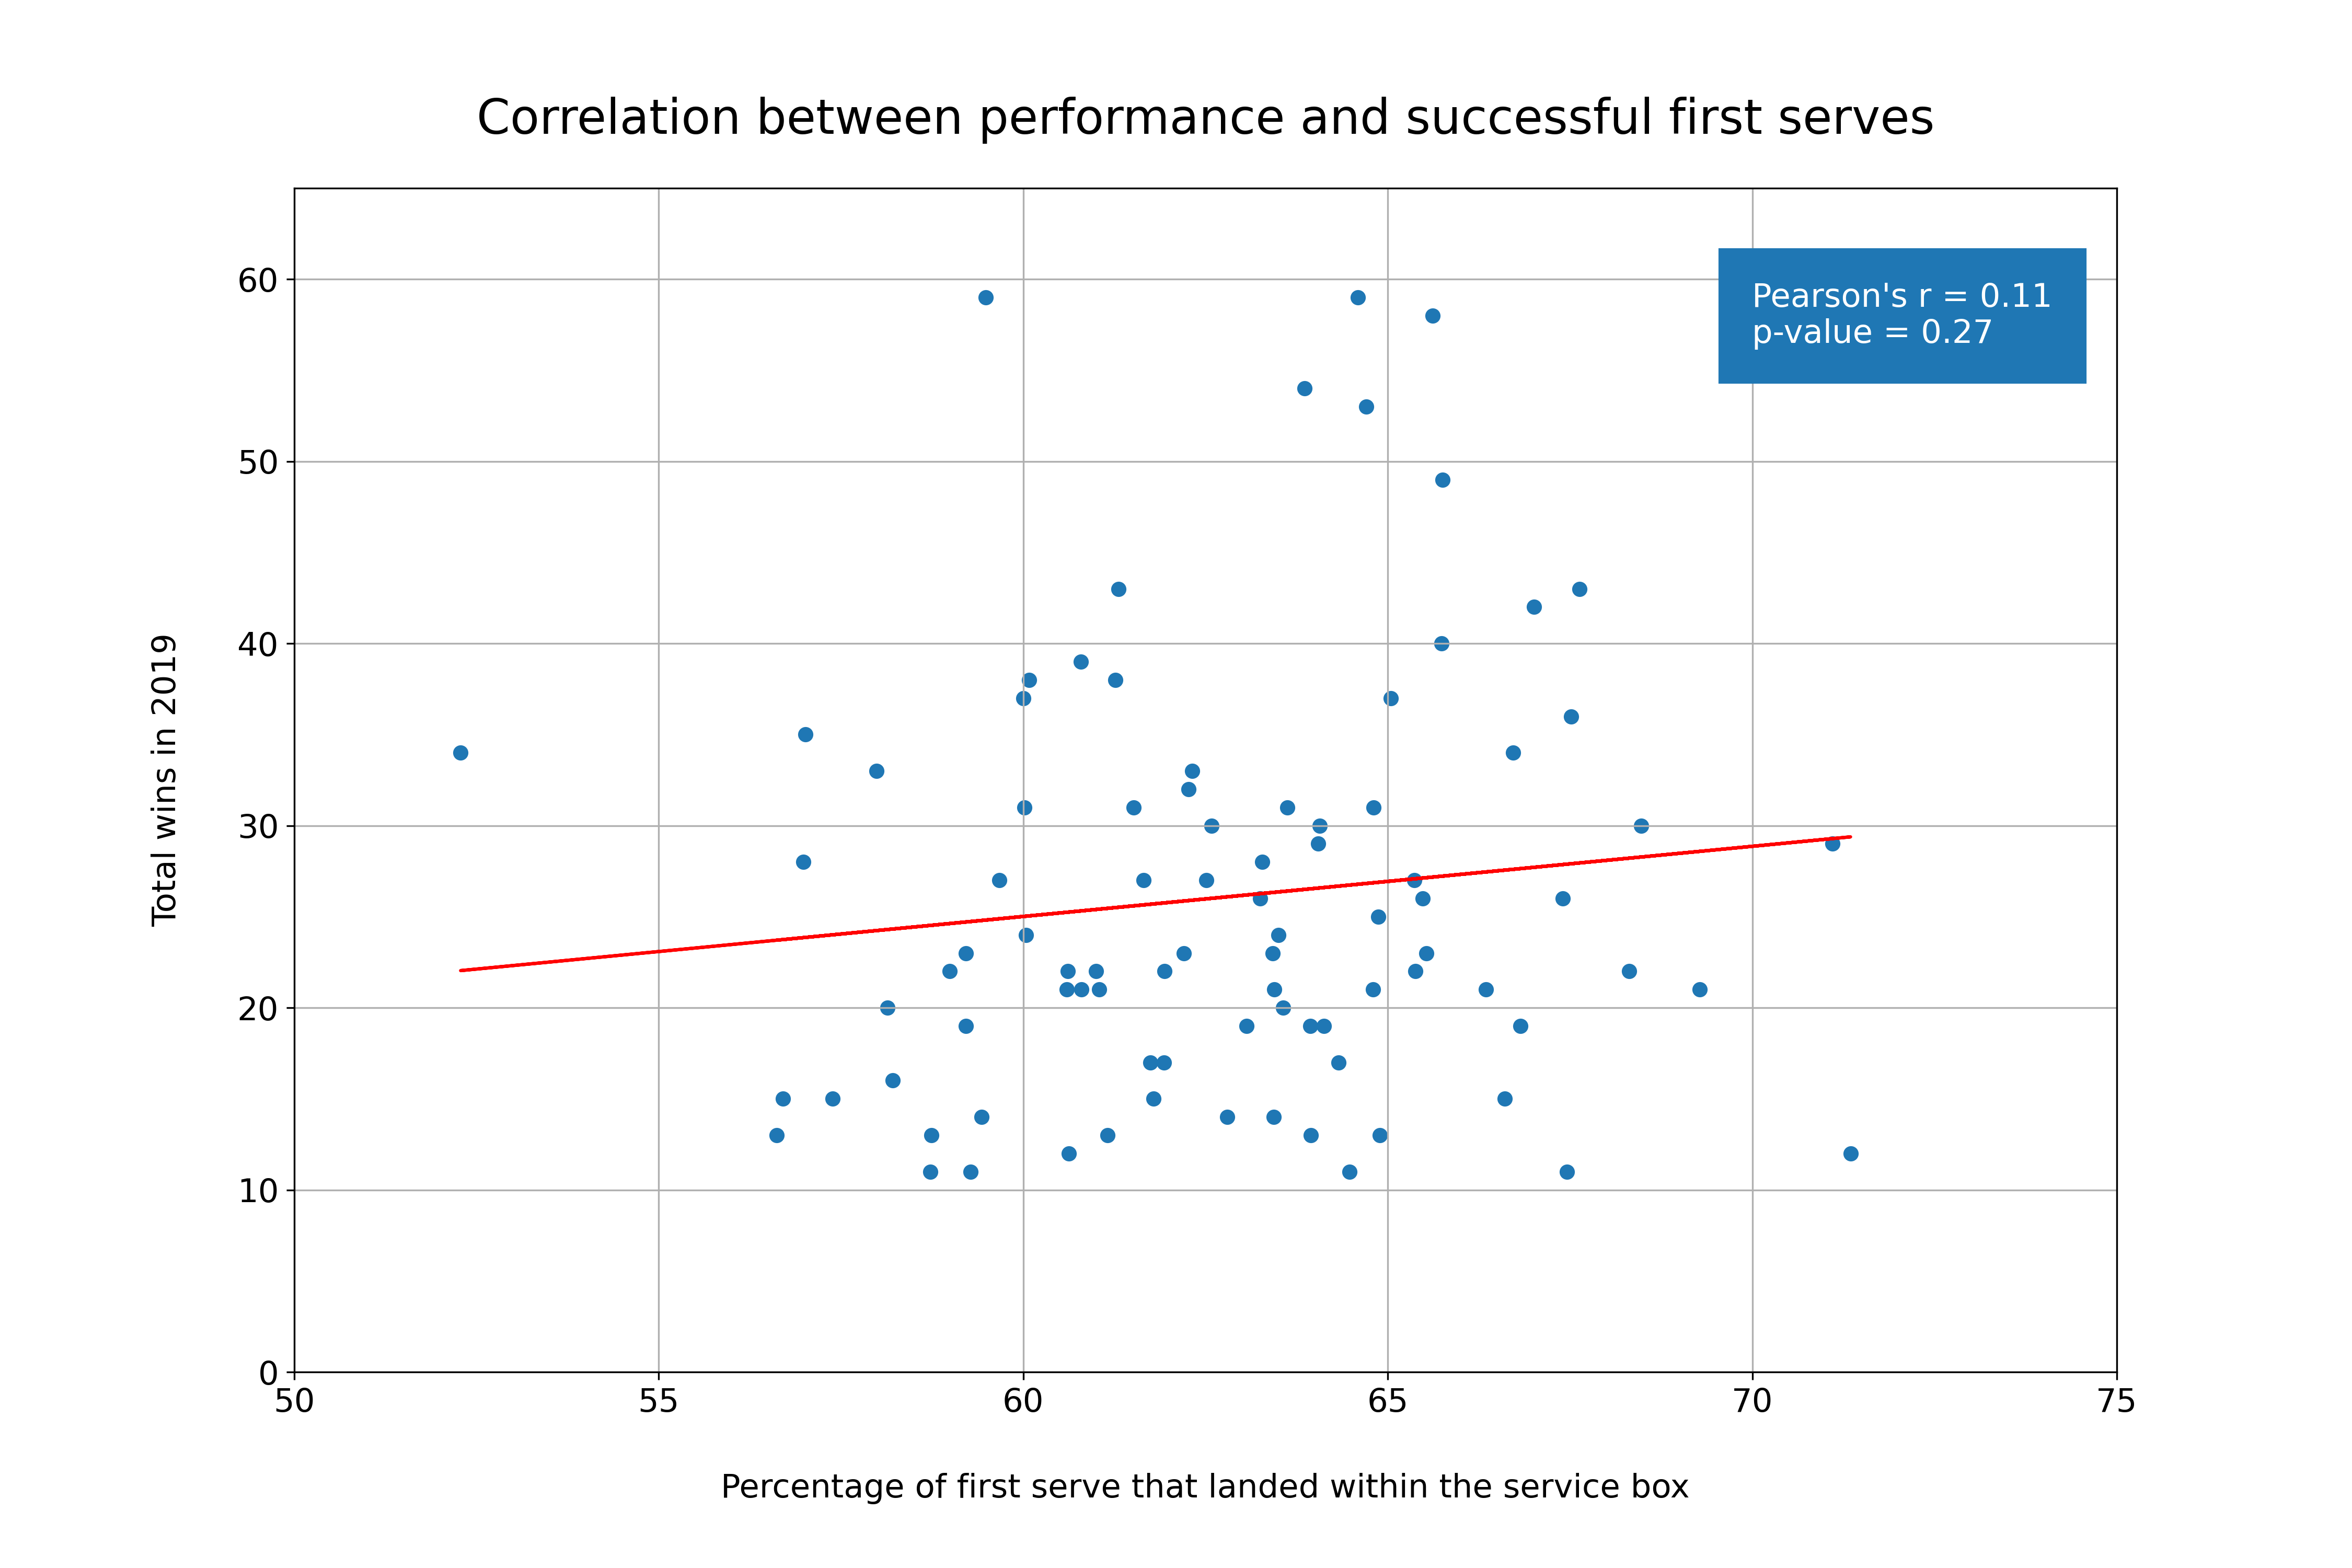 Correlation between performance and successful first serves
Pearson's r = 0.11
p-value = 0.27
Total wins in 2019
60
50
40
30
20
10
0
50 55 60 65 70 75
Percentage of first serve that landed within the service box